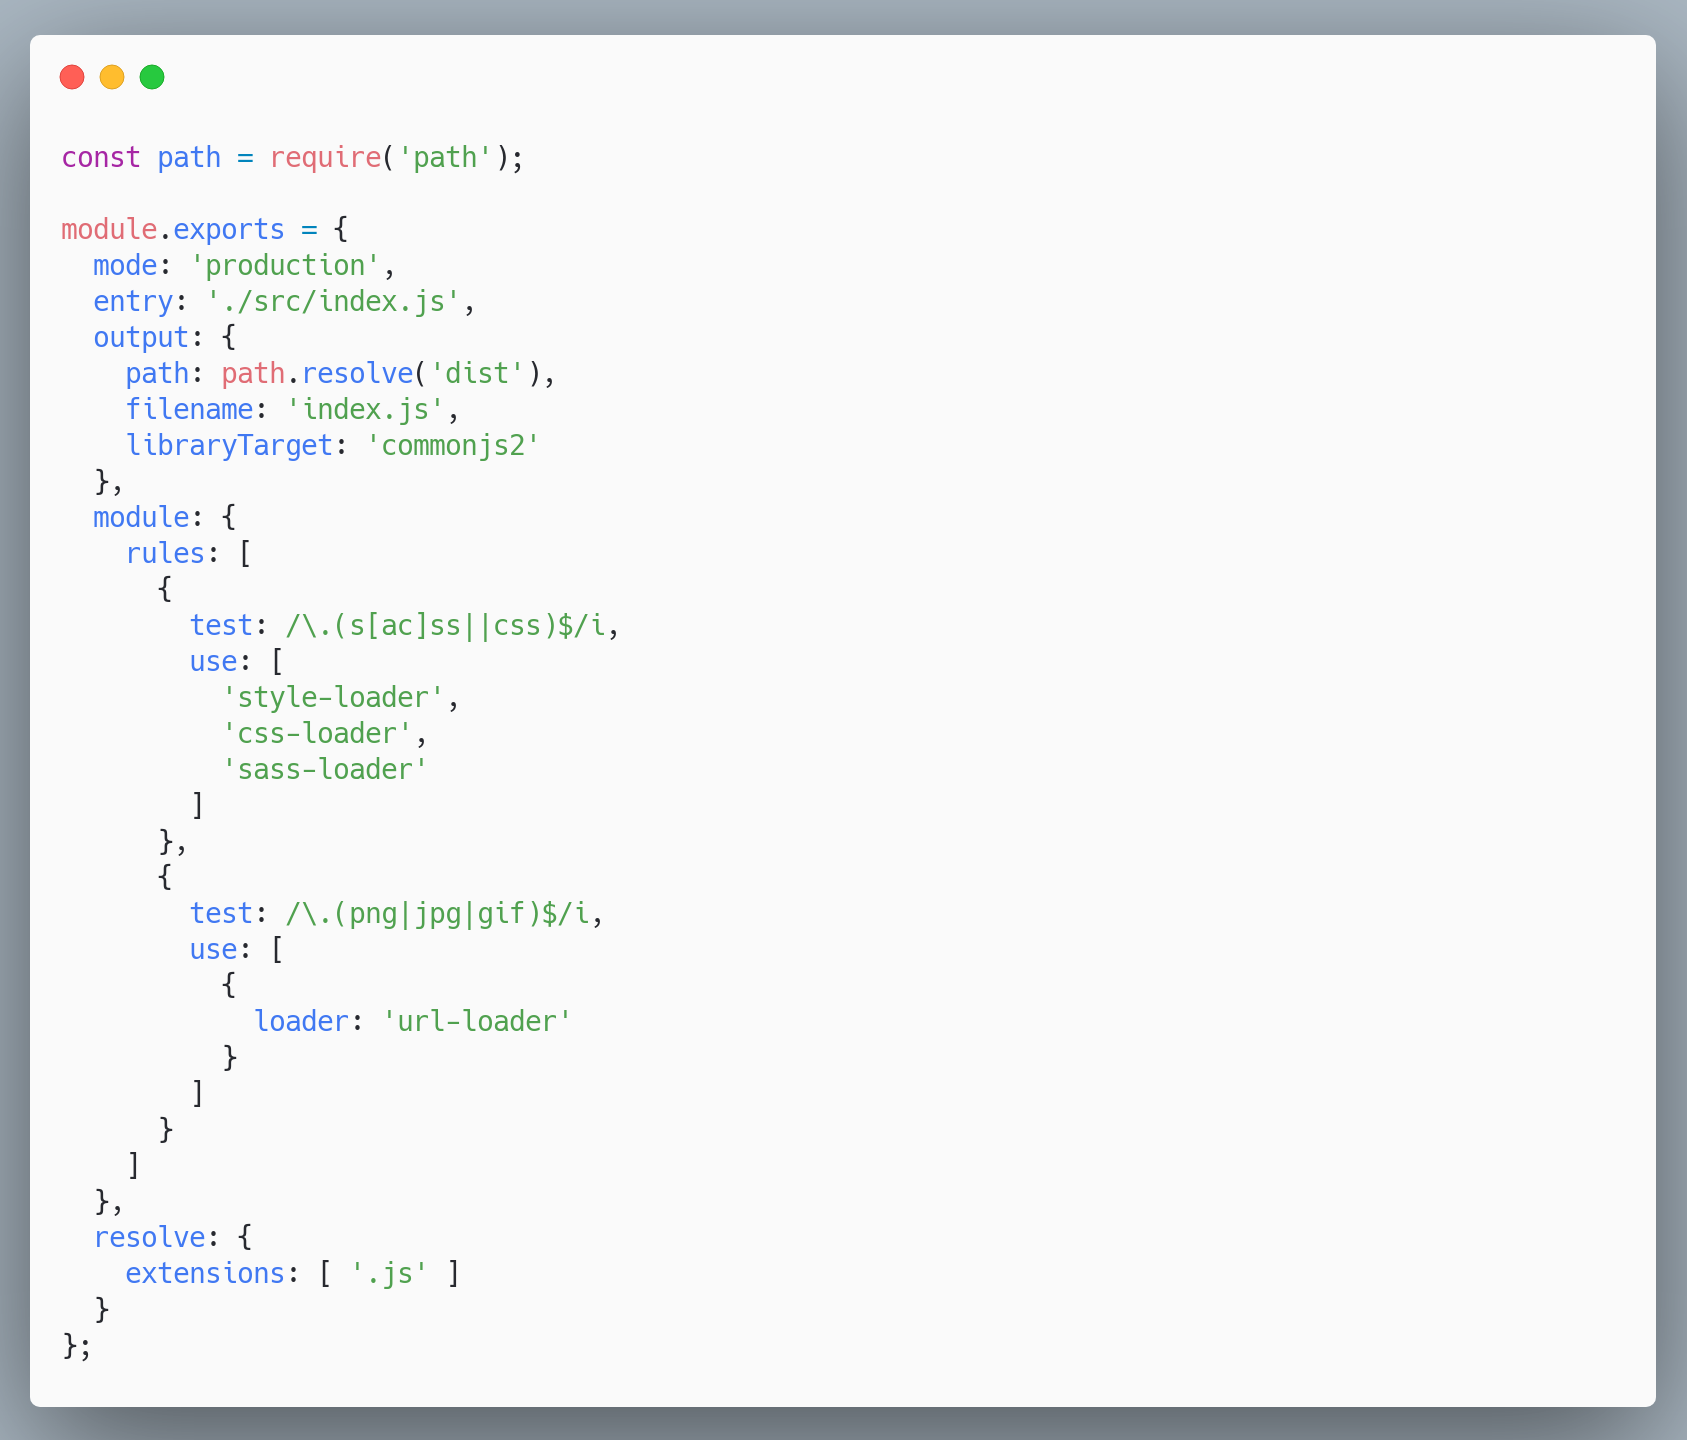 const path = require('path');

module.exports = {
  mode: 'production',
  entry: './src/index.js',
  output: {
    path: path.resolve('dist'),
    filename: 'index.js',
    libraryTarget: 'commonjs2'
  },
  module: {
    rules: [
      {
        test: /\.(s[ac]ss||css)$/i,
        use: [
          'style-loader',
          'css-loader',
          'sass-loader'
        ]
      },
      {
        test: /\.(png|jpg|gif)$/i,
        use: [
          {
            loader: 'url-loader'
          }
        ]
      }
    ]
  },
  resolve: {
    extensions: [ '.js' ]
  }
};